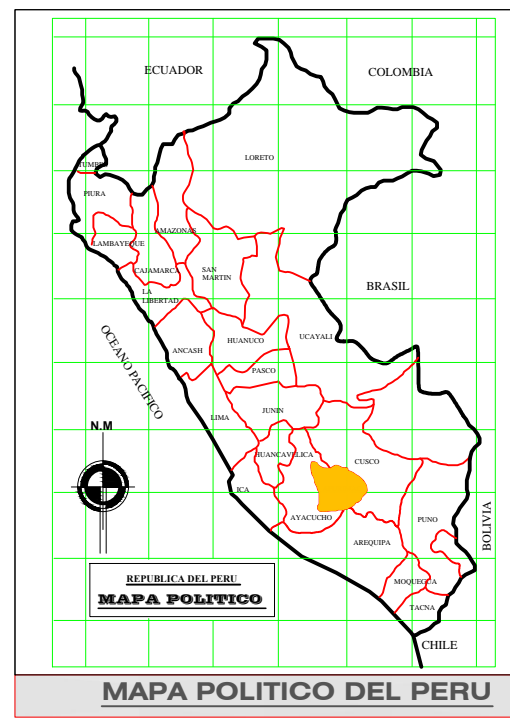 ECUADOR
COLOMBIA
LORETO
TUMBE
PIURA
LAMBAYEQUE
AMAZONAS
CAJAMARCA
SAN
MARTIN
LA
LIBERTAD
BRASIL
OCEANO PACIFICO
ANCASH
HUANUCO
UCAYALI
PASCO
LIMA
JUNIN
N.M
HUANCAVELICA
CUSCO
ICA
AYACUCHO
PUNO
AREQUIPA
BOLIVIA
MOQUEGUA
TACNA
CHILE
REPUBLICA DEL PERU
MAPA POLITICO
MAPA POLITICO DEL PERU